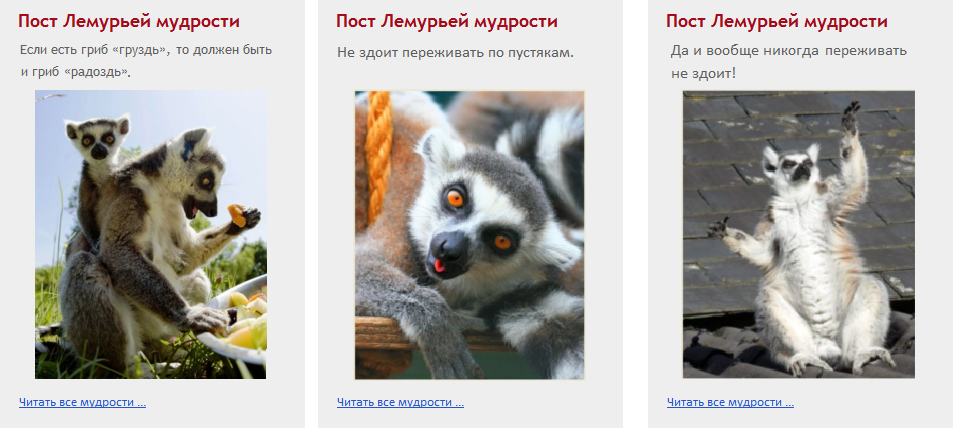 Пост Лемурьей мудрости
Если есть гриб «груздь», то должен быть
и гриб «радоздь».
Читать все мудрости ...
Пост Лемурьей мудрости
Не здоит переживать по пустякам.
Читать все мудрости ...
Пост Лемурьей мудрости
Да и вообще никогда переживать
не здоит!
Читать все мудрости ...